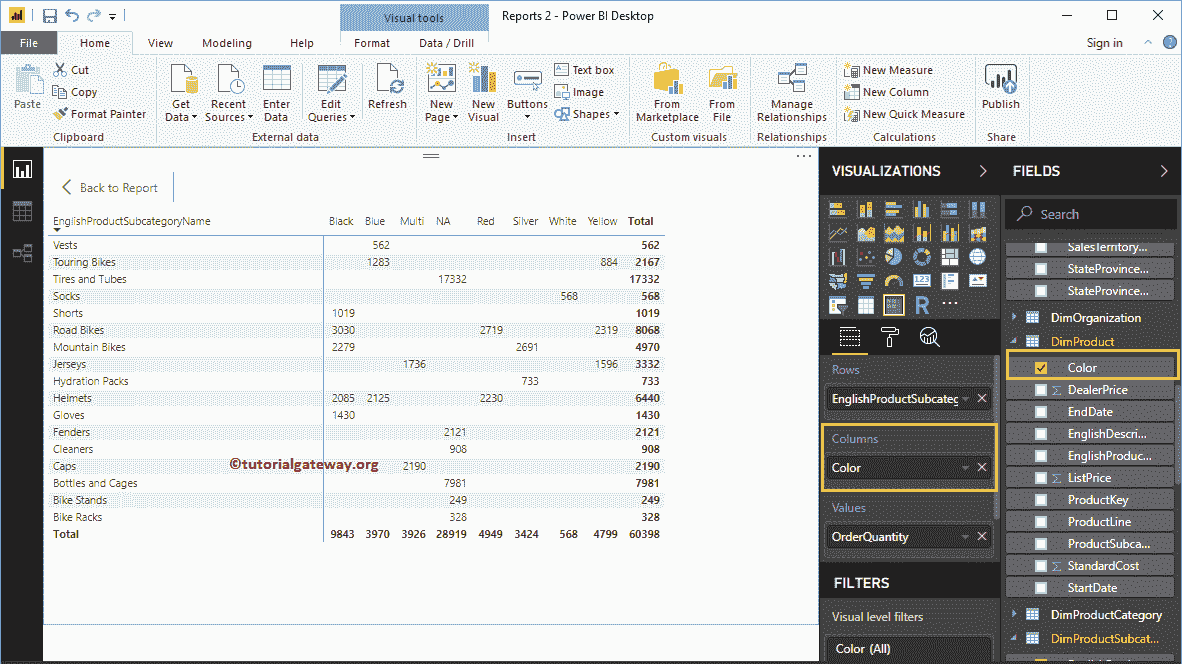 Visual tools
Reports 2 - Power BI Desktop
File Home View Modeling Help Format Data / Drill Sign in
Paste
Cut
Copy
Format Painter
Clipboard
Get Data
Recent Sources
Enter Data
Edit Queries
External data
Refresh
New Page
New Visual
Buttons
Text box
Image
Shapes
Insert
From Marketplace
From File
Custom visuals
Manage Relationships
Relationships
New Measure
New Column
New Quick Measure
Calculations
Publish
Share
Back to Report
EnglishProductSubcategoryName Black Blue Multi NA Red Silver White Yellow Total
Vests 562 562
Touring Bikes 1283 884 2167
Tires and Tubes 17332 17332
Socks 568 568
Shorts 1019 1019
Road Bikes 3030 2719 2319 8068
Mountain Bikes 2279 2691 4970
Jerseys 1736 1596 3332
Hydration Packs 733 733
Helmets 2085 2125 2230 6440
Gloves 1430 1430
Fenders 2121 2121
Cleaners 908 908
Caps 2190 2190
Bottles and Cages 7981 7981
Bike Stands 249 249
Bike Racks 328 328
Total 9843 3970 3926 28919 4949 3424 568 4799 60398
©tutorialgateway.org
VISUALIZATIONS
R
123
Rows
EnglishProductSubcateg
Columns
Color
Values
OrderQuantity
FILTERS
Visual level filters
Color (All)
FIELDS
Search
SalesTerritory...
StateProvince...
StateProvince...
DimOrganization
DimProduct
Color
DealerPrice
EndDate
EnglishDescri...
EnglishProduc...
ListPrice
ProductKey
ProductLine
ProductSubca...
StandardCost
StartDate
DimProductCategory
DimProductSubcat...